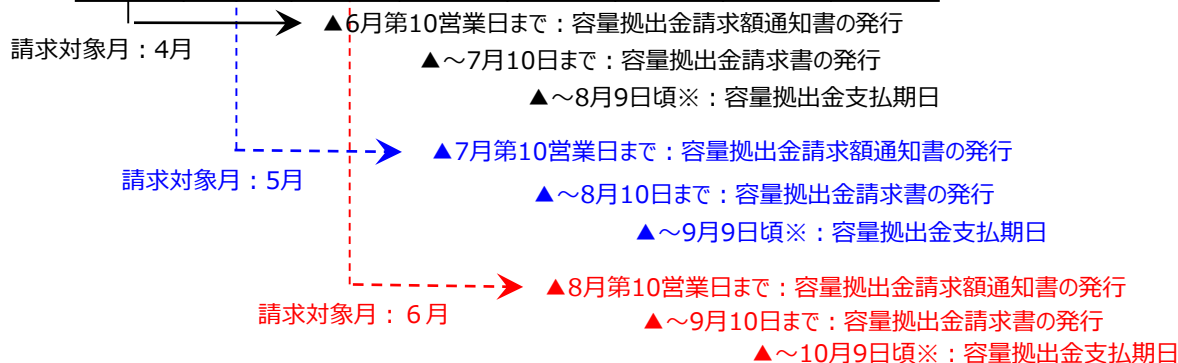 ▲6月第10営業日まで：容量拠出金請求額通知書の発行
請求対象月：4月
▲～7月10日まで：容量拠出金請求書の発行
▲～8月9日頃※：容量拠出金支払期日
▲7月第10営業日まで：容量拠出金請求額通知書の発行
請求対象月：5月
▲～8月10日まで：容量拠出金請求書の発行
▲～9月9日頃※：容量拠出金支払期日
▲8月第10営業日まで：容量拠出金請求額通知書の発行
請求対象月：６月
▲～9月10日まで：容量拠出金請求書の発行
▲～10月9日頃※：容量拠出金支払期日